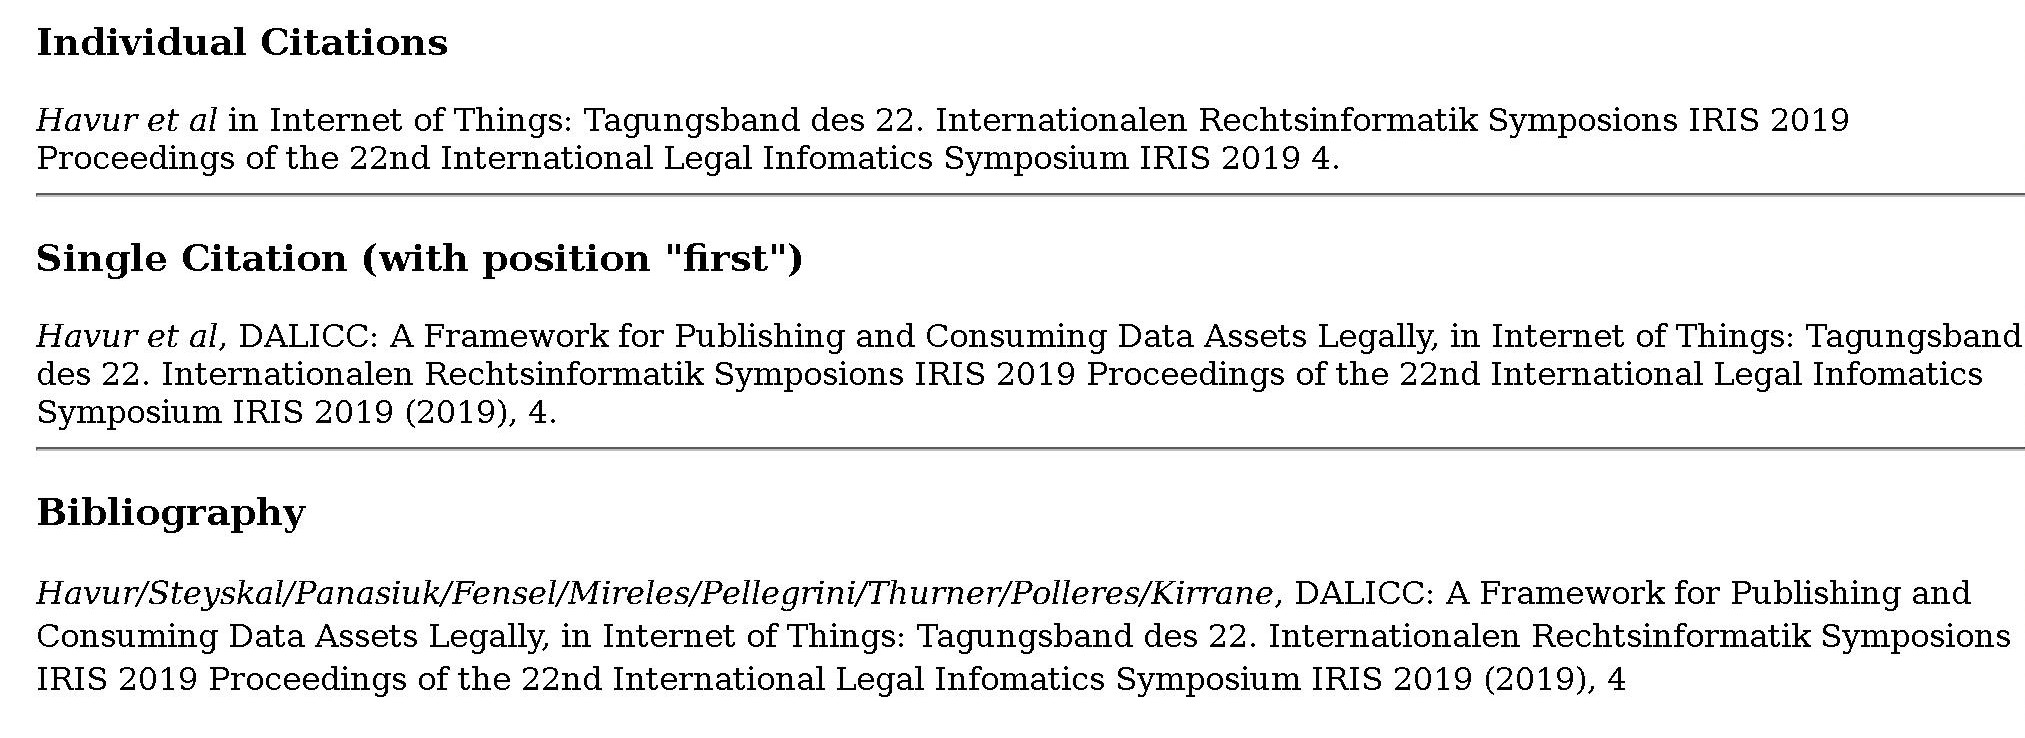 Individual Citations
Havur et al in Internet of Things: Tagungsband des 22. Internationalen Rechtsinformatik Symposions IRIS 2019
Proceedings of the 22nd International Legal Infomatics Symposium IRIS 2019 4.
Single Citation (with position "first")
Havur et al, DALICC: A Framework for Publishing and Consuming Data Assets Legally, in Internet of Things: Tagungsband
des 22. Internationalen Rechtsinformatik Symposions IRIS 2019 Proceedings of the 22nd International Legal Infomatics
Symposium IRIS 2019 (2019), 4.
Bibliography
Havur/Steyskal/Panasiuk/Fensel/Mireles/Pellegrini/Thurner/Polleres/Kirrane, DALICC: A Framework for Publishing and
Consuming Data Assets Legally, in Internet of Things: Tagungsband des 22. Internationalen Rechtsinformatik Symposions
IRIS 2019 Proceedings of the 22nd International Legal Infomatics Symposium IRIS 2019 (2019), 4